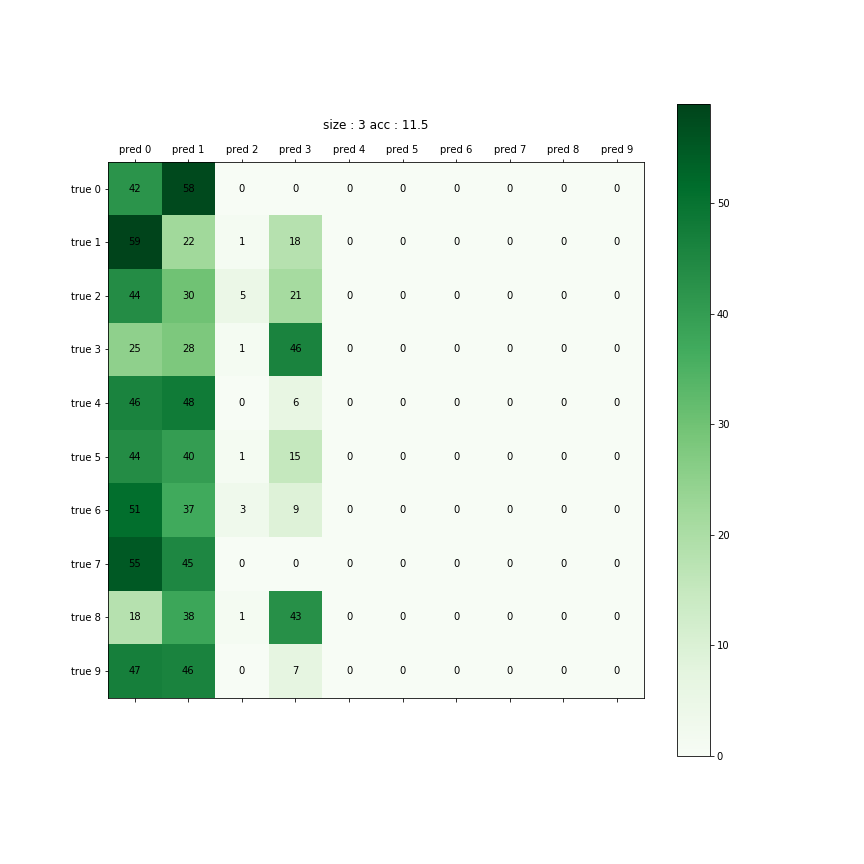 size : 3 acc : 11.5
pred 0 pred 1 pred 2 pred 3 pred 4 pred 5 pred 6 pred 7 pred 8 pred 9
true 0 42 58 0 0 0 0 0 0 0 0
true 1 59 22 1 18 0 0 0 0 0 0
true 2 44 30 5 21 0 0 0 0 0 0
true 3 25 28 1 46 0 0 0 0 0 0
true 4 46 48 0 6 0 0 0 0 0 0
true 5 44 40 1 15 0 0 0 0 0 0
true 6 51 37 3 9 0 0 0 0 0 0
true 7 55 45 0 0 0 0 0 0 0 0
true 8 18 38 1 43 0 0 0 0 0 0
true 9 47 46 0 7 0 0 0 0 0 0
50
40
30
20
10
0